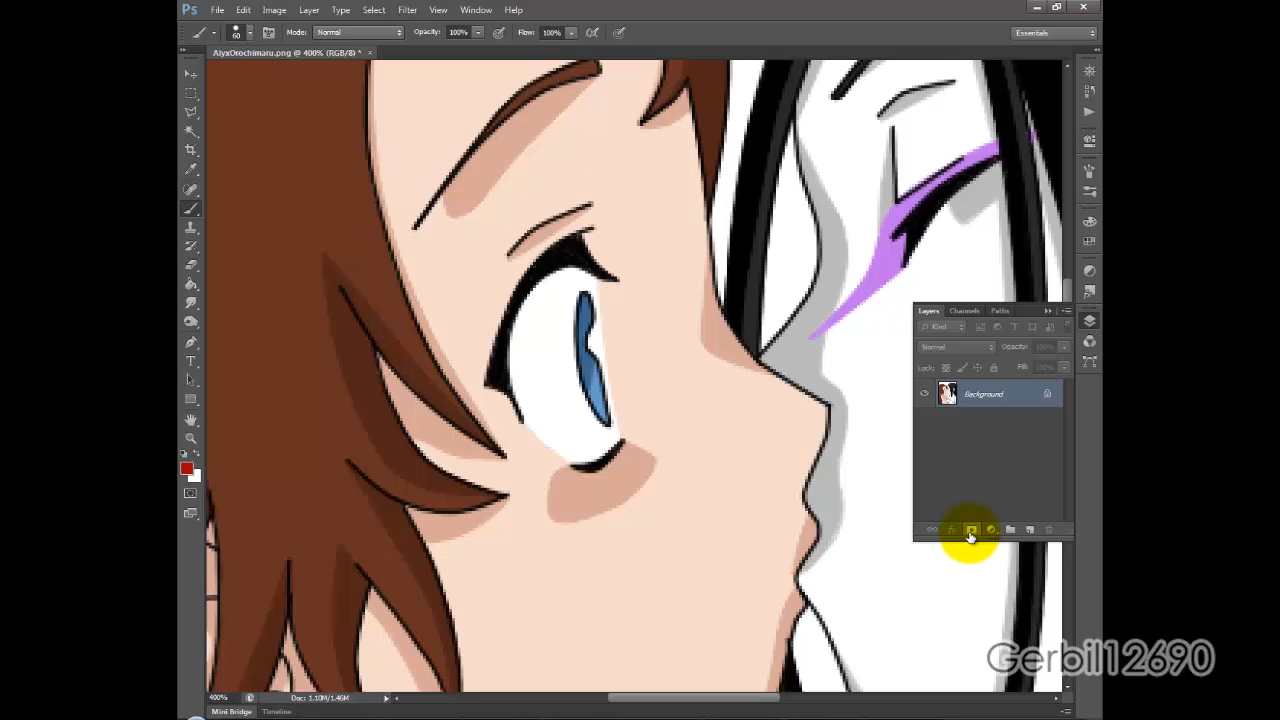 Ps File Edit Image Layer Type Select Filter View Window Help
60 Mode: Normal Opacity: 100% Flow: 100% Essentials
AlyxOrochimaru.png @ 400% (RGB/8) * ×
Layers Channels Paths
Kind
Normal Opacity: 100%
Lock: Fill: 100%
Background
fx
Gerbil12690
400% Doc: 1.10M/1.46M
Mini Bridge Timeline